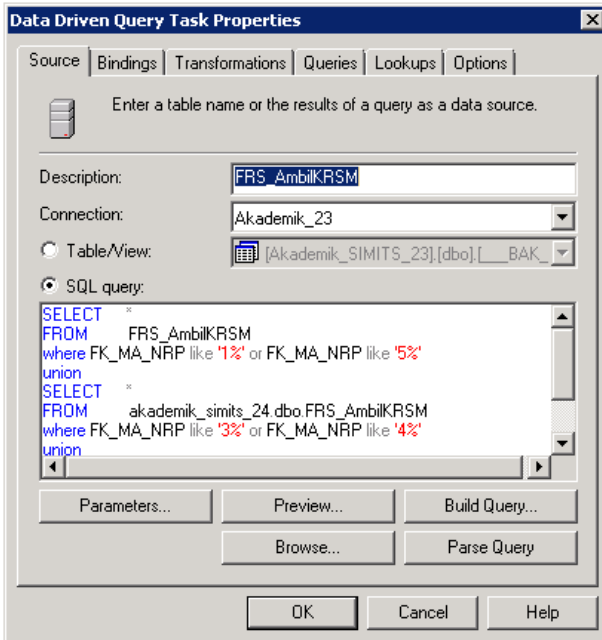 Data Driven Query Task Properties
Source Bindings Transformations Queries Lookups Options
Enter a table name or the results of a query as a data source.
Description: FRS_AmbilKRSM
Connection: Akademik_23
Table/View: [Akademik_SIMITS_23].[dbo].[___BAK_
SQL query:
SELECT *
FROM FRS_AmbilKRSM
where FK_MA_NRP like '1%' or FK_MA_NRP like '5%'
union
SELECT *
FROM akademik_simits_24.dbo.FRS_AmbilKRSM
where FK_MA_NRP like '3%' or FK_MA_NRP like '4%'
union
Parameters... Preview... Build Query...
Browse... Parse Query
OK Cancel Help